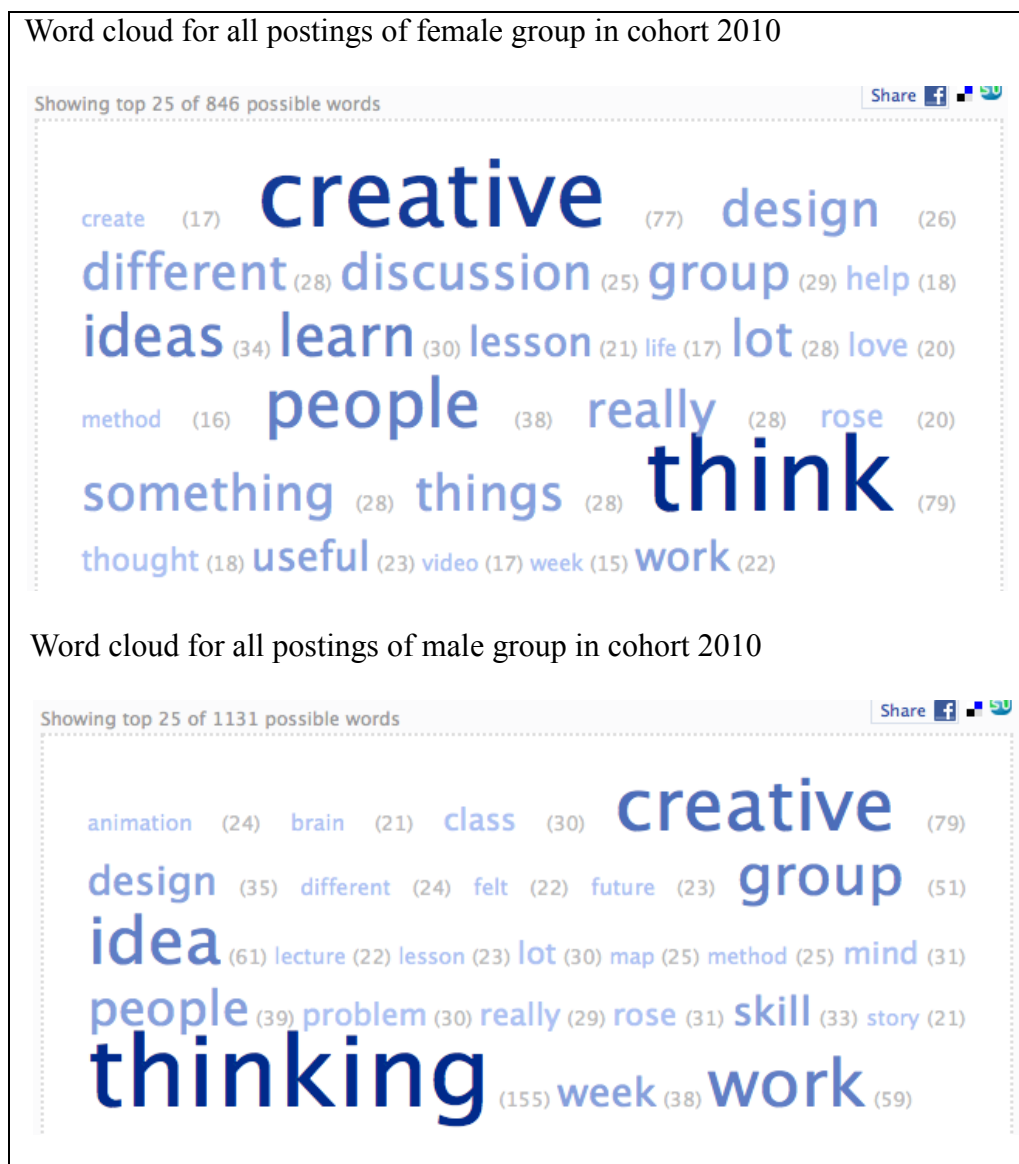 Word cloud for all postings of female group in cohort 2010
Showing top 25 of 846 possible words
Share
create (17) creative (77) design (26)
different (28) discussion (25) group (29) help (18)
ideas (34) learn (30) lesson (21) life (17) lot (28) love (20)
method (16) people (38) really (28) rose (20)
something (28) things (28) think (79)
thought (18) useful (23) video (17) week (15) work (22)
Word cloud for all postings of male group in cohort 2010
Showing top 25 of 1131 possible words
Share
animation (24) brain (21) class (30) creative (79)
design (35) different (24) felt (22) future (23) group (51)
idea (61) lecture (22) lesson (23) lot (30) map (25) method (25) mind (31)
people (39) problem (30) really (29) rose (31) skill (33) story (21)
thinking (155) week (38) work (59)